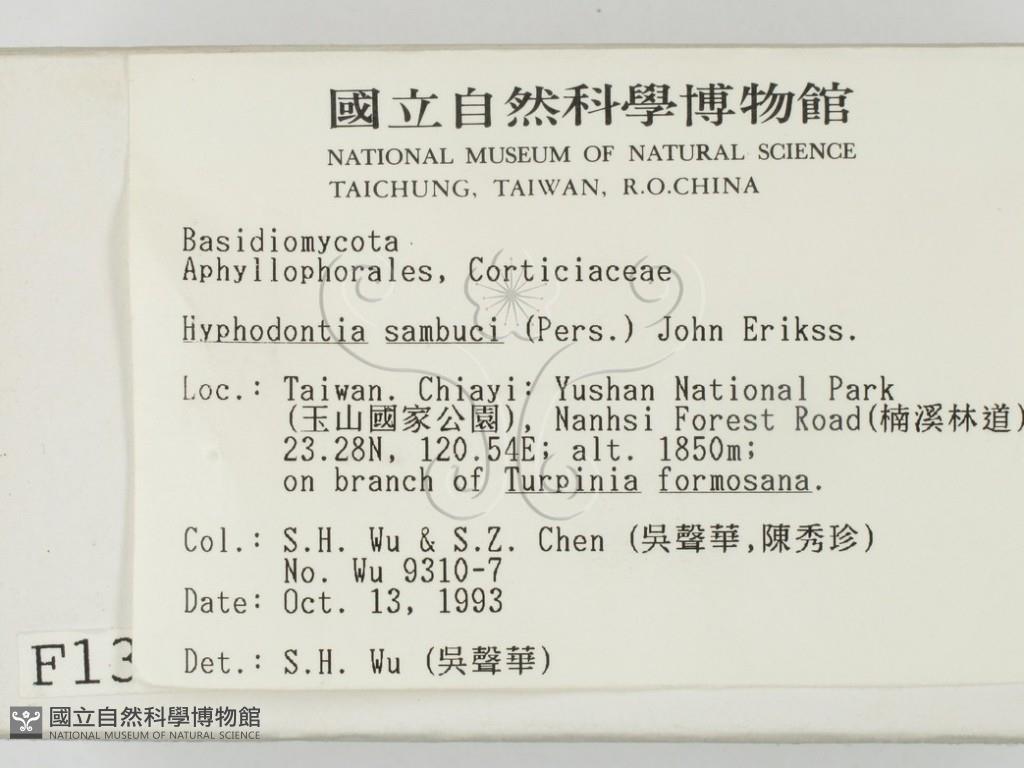 國立自然科學博物館
NATIONAL MUSEUM OF NATURAL SCIENCE
TAICHUNG, TAIWAN, R.O.CHINA
Basidiomycota
Aphyllophorales, Corticiaceae
Hyphodontia sambuci (Pers.) John Erikss.
Loc.: Taiwan. Chiayi: Yushan National Park
(玉山國家公園), Nanhsi Forest Road(楠溪林道)
23.28N, 120.54E; alt. 1850m;
on branch of Turpinia formosana.
Col.: S.H. Wu & S.Z. Chen (吳聲華,陳秀珍)
No. Wu 9310-7
Date: Oct. 13, 1993
Det.: S.H. Wu (吳聲華)
F13
國立自然科學博物館
NATIONAL MUSEUM OF NATURAL SCIENCE